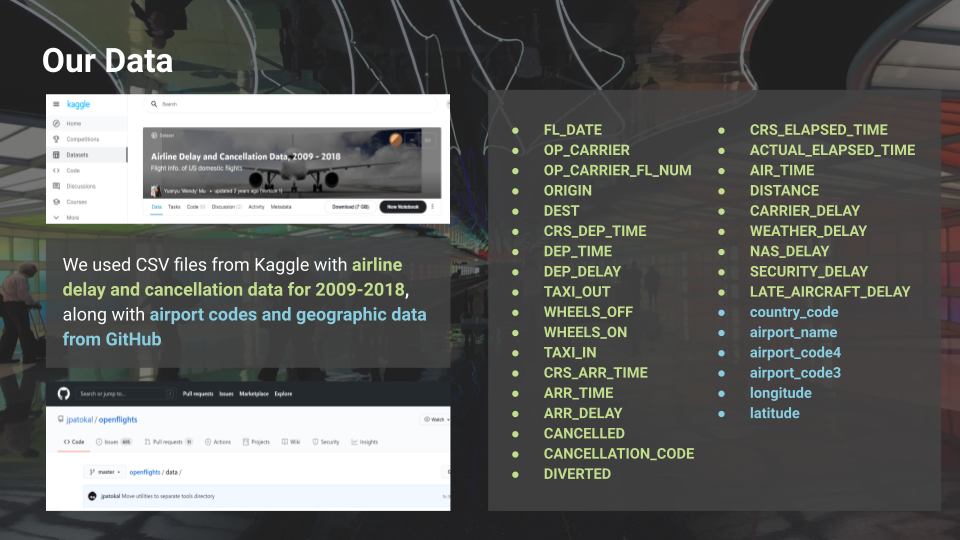 Our Data
kaggle
Search
Home
Competitions
Datasets
Code
Discussions
Courses
More
Dataset
Airline Delay and Cancellation Data, 2009 - 2018
Flight info. of US domestic flights
Yuanyu 'Wendy' Mu • updated 2 years ago (Version 1)
Data Tasks Code Discussion Activity Metadata Download (7 GB) New Notebook
We used CSV files from Kaggle with airline
delay and cancellation data for 2009-2018,
along with airport codes and geographic data
from GitHub
Search or jump to... / Pull requests Issues Marketplace Explore
jpatokal / openflights Watch
Code Issues Pull requests Actions Projects Wiki Security Insights
master openflights / data /
jpatokal Move utilities to separate tools directory
● FL_DATE
● OP_CARRIER
● OP_CARRIER_FL_NUM
● ORIGIN
● DEST
● CRS_DEP_TIME
● DEP_TIME
● DEP_DELAY
● TAXI_OUT
● WHEELS_OFF
● WHEELS_ON
● TAXI_IN
● CRS_ARR_TIME
● ARR_TIME
● ARR_DELAY
● CANCELLED
● CANCELLATION_CODE
● DIVERTED
● CRS_ELAPSED_TIME
● ACTUAL_ELAPSED_TIME
● AIR_TIME
● DISTANCE
● CARRIER_DELAY
● WEATHER_DELAY
● NAS_DELAY
● SECURITY_DELAY
● LATE_AIRCRAFT_DELAY
● country_code
● airport_name
● airport_code4
● airport_code3
● longitude
● latitude